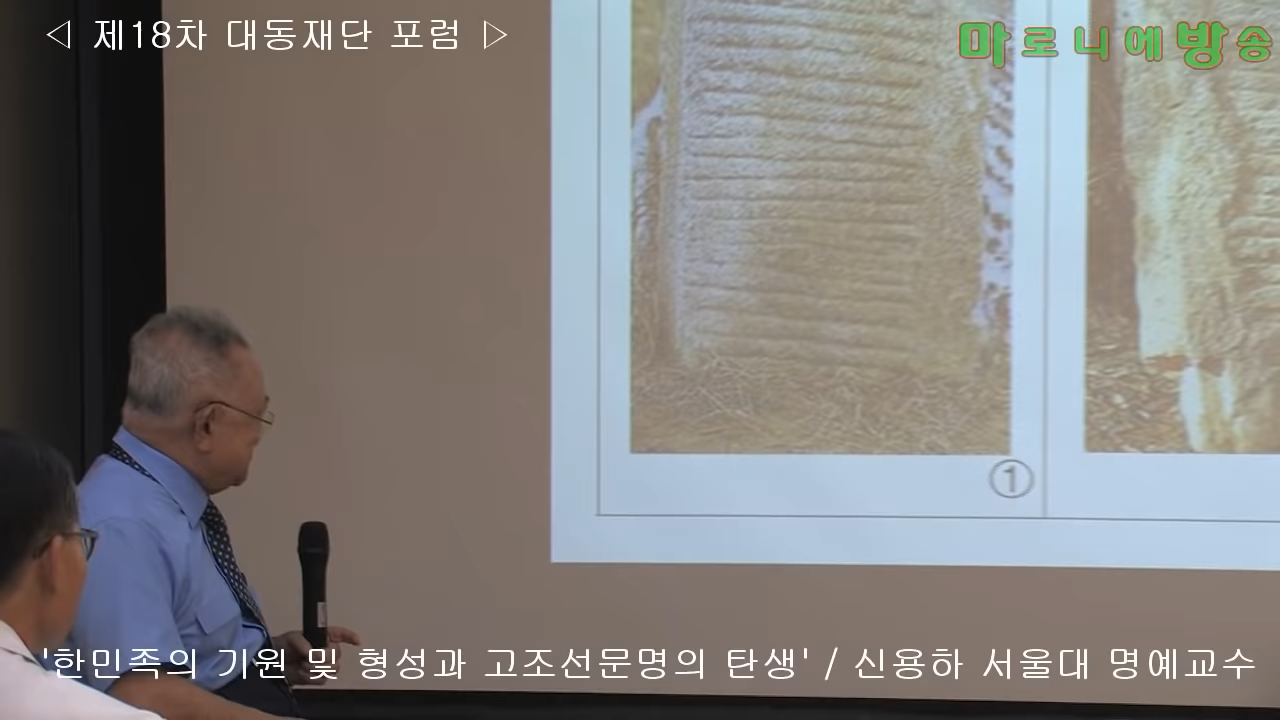 ◁ 제18차 대동재단 포럼 ▷
마로니에방송
①
'한민족의 기원 및 형성과 고조선문명의 탄생' / 신용하 서울대 명예교수